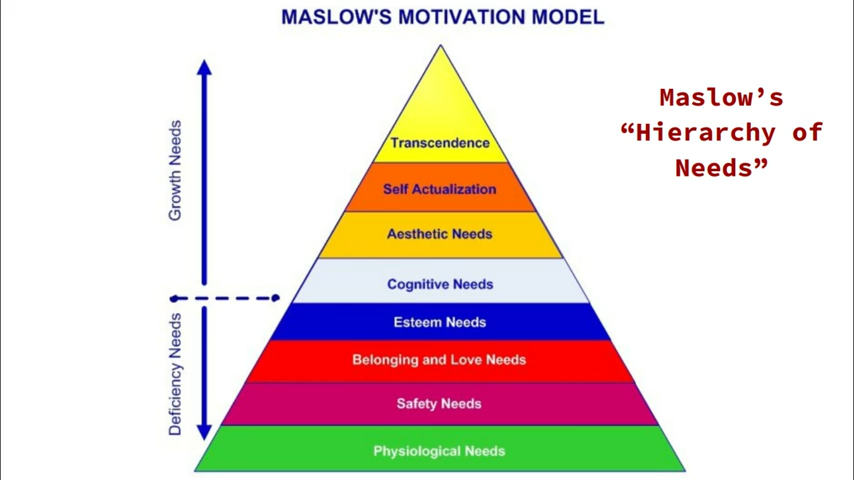 MASLOW'S MOTIVATION MODEL
Maslow’s
“Hierarchy of
Needs”
Growth Needs
Deficiency Needs
Transcendence
Self Actualization
Aesthetic Needs
Cognitive Needs
Esteem Needs
Belonging and Love Needs
Safety Needs
Physiological Needs